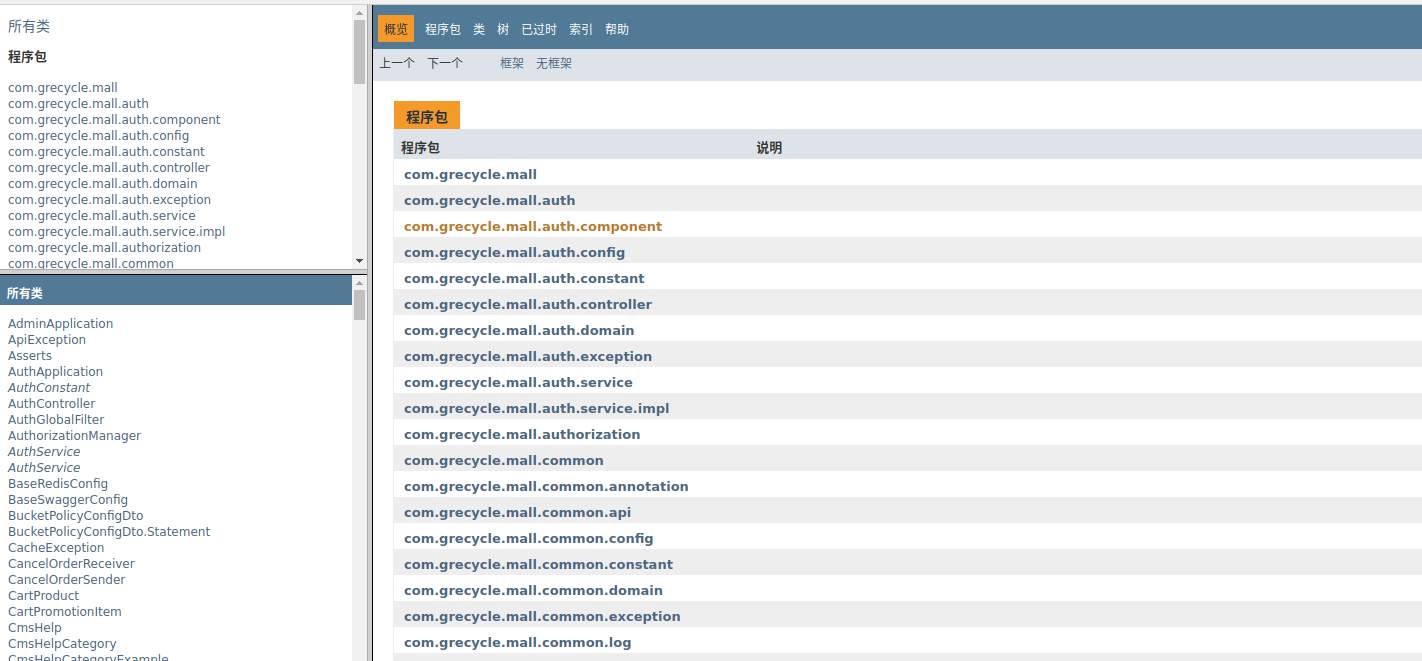 所有类
程序包
com.grecycle.mall
com.grecycle.mall.auth
com.grecycle.mall.auth.component
com.grecycle.mall.auth.config
com.grecycle.mall.auth.constant
com.grecycle.mall.auth.controller
com.grecycle.mall.auth.domain
com.grecycle.mall.auth.exception
com.grecycle.mall.auth.service
com.grecycle.mall.auth.service.impl
com.grecycle.mall.authorization
com.grecycle.mall.common
所有类
AdminApplication
ApiException
Asserts
AuthApplication
AuthConstant
AuthController
AuthGlobalFilter
AuthorizationManager
AuthService
AuthService
BaseRedisConfig
BaseSwaggerConfig
BucketPolicyConfigDto
BucketPolicyConfigDto.Statement
CacheException
CancelOrderReceiver
CancelOrderSender
CartProduct
CartPromotionItem
CmsHelp
CmsHelpCategory
CmsHelpCategoryExample
概览 程序包 类 树 已过时 索引 帮助
上一个 下一个 框架 无框架
程序包
程序包 说明
com.grecycle.mall
com.grecycle.mall.auth
com.grecycle.mall.auth.component
com.grecycle.mall.auth.config
com.grecycle.mall.auth.constant
com.grecycle.mall.auth.controller
com.grecycle.mall.auth.domain
com.grecycle.mall.auth.exception
com.grecycle.mall.auth.service
com.grecycle.mall.auth.service.impl
com.grecycle.mall.authorization
com.grecycle.mall.common
com.grecycle.mall.common.annotation
com.grecycle.mall.common.api
com.grecycle.mall.common.config
com.grecycle.mall.common.constant
com.grecycle.mall.common.domain
com.grecycle.mall.common.exception
com.grecycle.mall.common.log